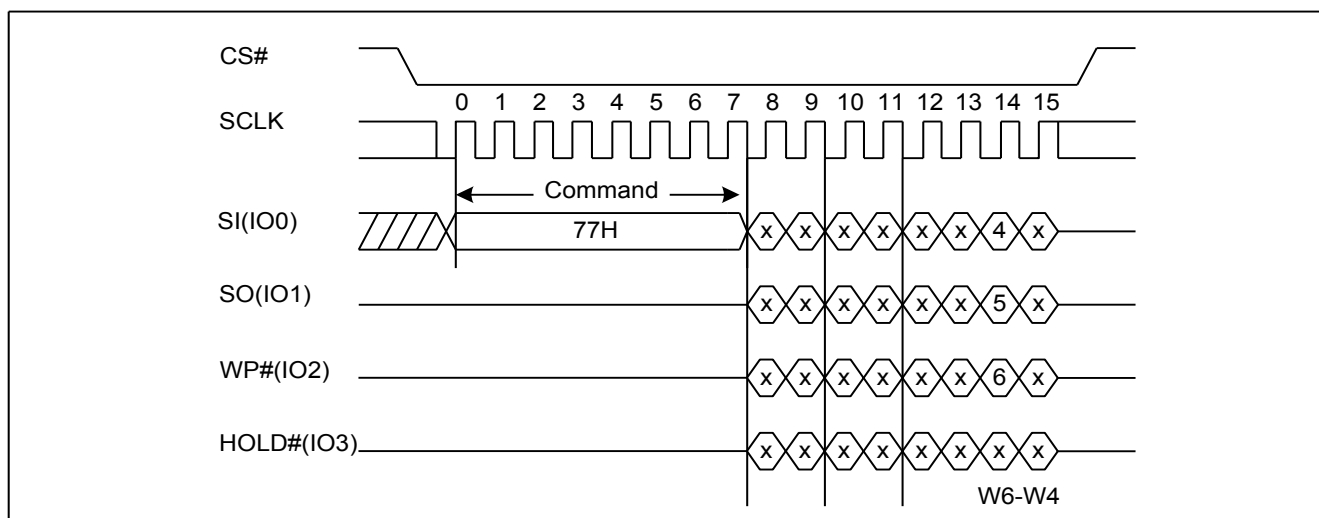 CS#
0 1 2 3 4 5 6 7 8 9 10 11 12 13 14 15
SCLK
Command
SI(IO0) 77H x x x x x x 4 x
SO(IO1) x x x x x x 5 x
WP#(IO2) x x x x x x 6 x
HOLD#(IO3) x x x x x x x x
W6-W4